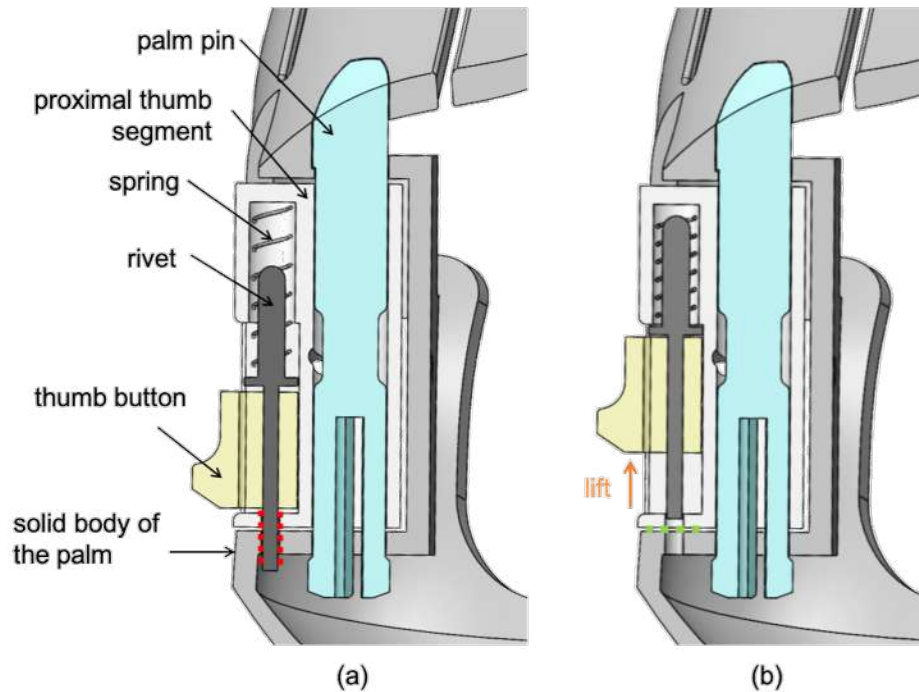 palm pin
proximal thumb
segment
spring
rivet
thumb button
solid body of
the palm
lift
(a)
(b)